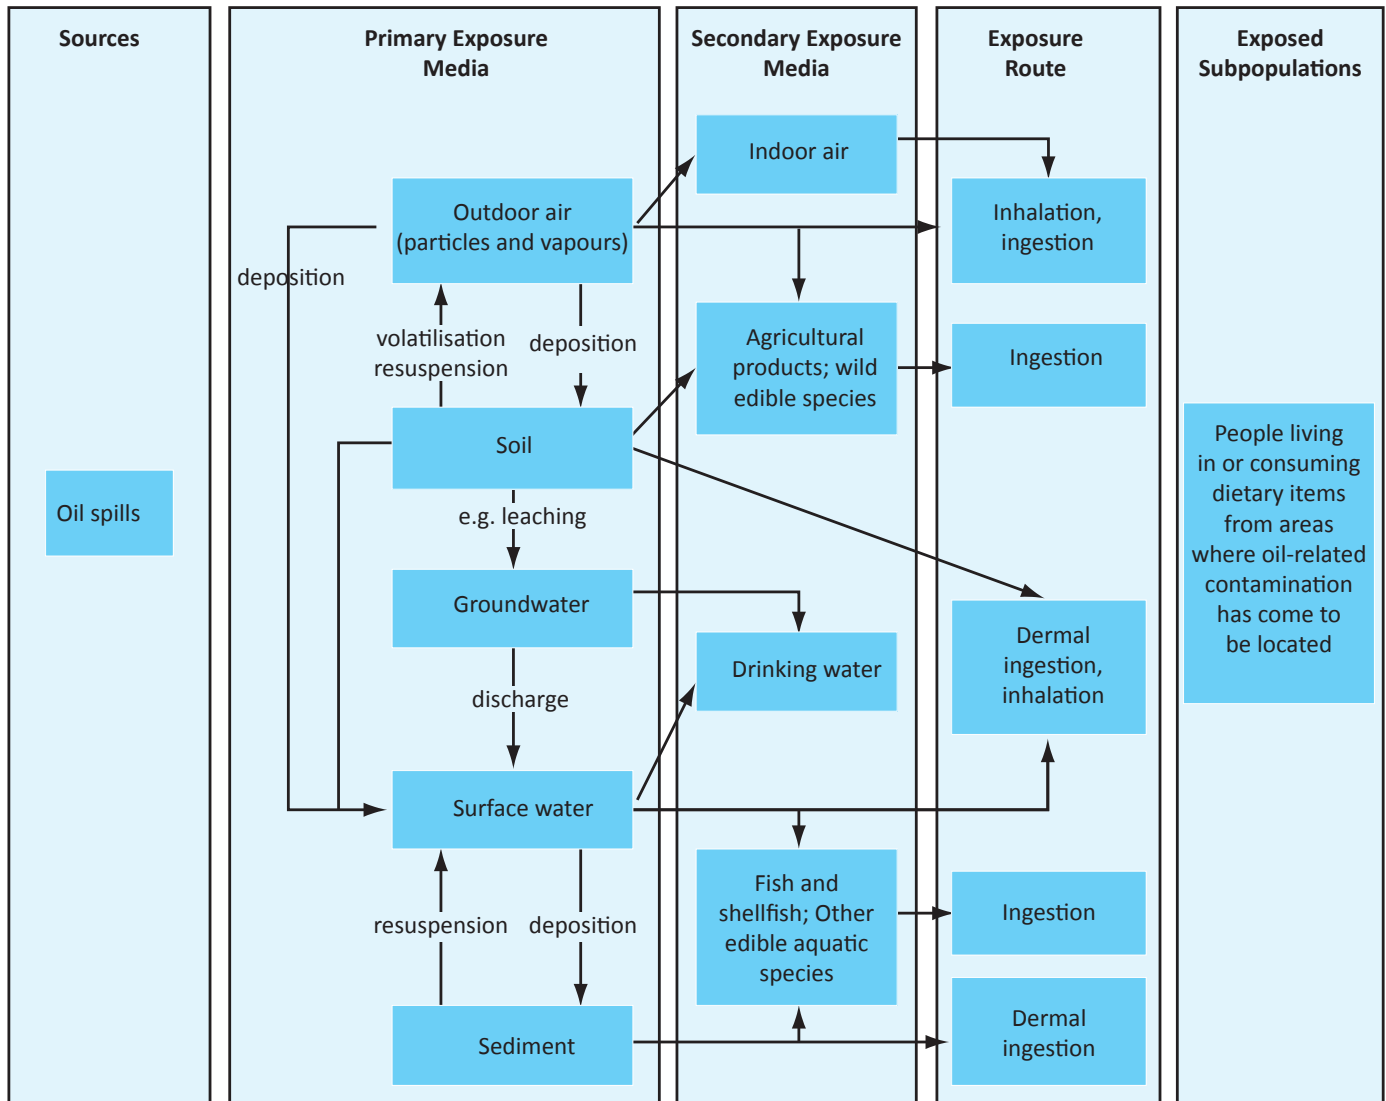 Sources
Primary Exposure
Media
Secondary Exposure
Media
Exposure
Route
Exposed
Subpopulations
Oil spills
Outdoor air
(particles and vapours)
deposition
volatilisation
resuspension
deposition
Soil
e.g. leaching
Groundwater
discharge
Surface water
resuspension
deposition
Sediment
Indoor air
Agricultural
products; wild
edible species
Drinking water
Fish and
shellfish; Other
edible aquatic
species
Inhalation,
ingestion
Ingestion
Dermal
ingestion,
inhalation
Ingestion
Dermal
ingestion
People living
in or consuming
dietary items
from areas
where oil-related
contamination
has come to
be located